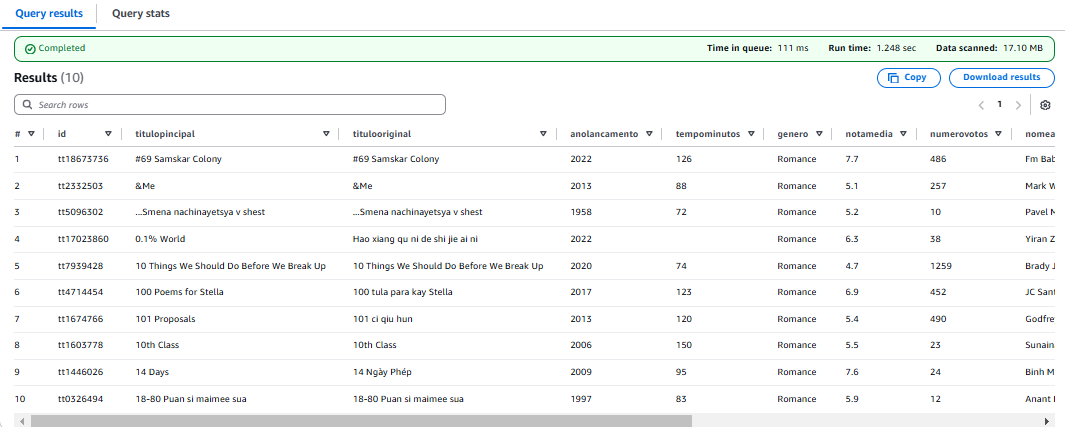 Query results Query stats
Completed Time in queue: 111 ms Run time: 1.248 sec Data scanned: 17.10 MB
Results (10) Copy Download results
Search rows 1
# id titulopincipal titulooriginal anolancamento tempominutos genero notamedia numerovotos nomea
1 tt18673736 #69 Samskar Colony #69 Samskar Colony 2022 126 Romance 7.7 486 Fm Bab
2 tt2332503 &Me &Me 2013 88 Romance 5.1 257 Mark W
3 tt5096302 ...Smena nachinayetsya v shest ...Smena nachinayetsya v shest 1958 72 Romance 5.2 10 Pavel M
4 tt17023860 0.1% World Hao xiang qu ni de shi jie ai ni 2022 Romance 6.3 38 Yiran Z
5 tt7939428 10 Things We Should Do Before We Break Up 10 Things We Should Do Before We Break Up 2020 74 Romance 4.7 1259 Brady J
6 tt4714454 100 Poems for Stella 100 tula para kay Stella 2017 123 Romance 6.9 452 JC Sant
7 tt1674766 101 Proposals 101 ci qiu hun 2013 120 Romance 5.4 490 Godfre
8 tt1603778 10th Class 10th Class 2006 150 Romance 5.5 23 Sunain
9 tt1446026 14 Days 14 Ngày Phép 2009 95 Romance 7.6 24 Binh M
10 tt0326494 18-80 Puan si maimee sua 18-80 Puan si maimee sua 1997 83 Romance 5.9 12 Anant